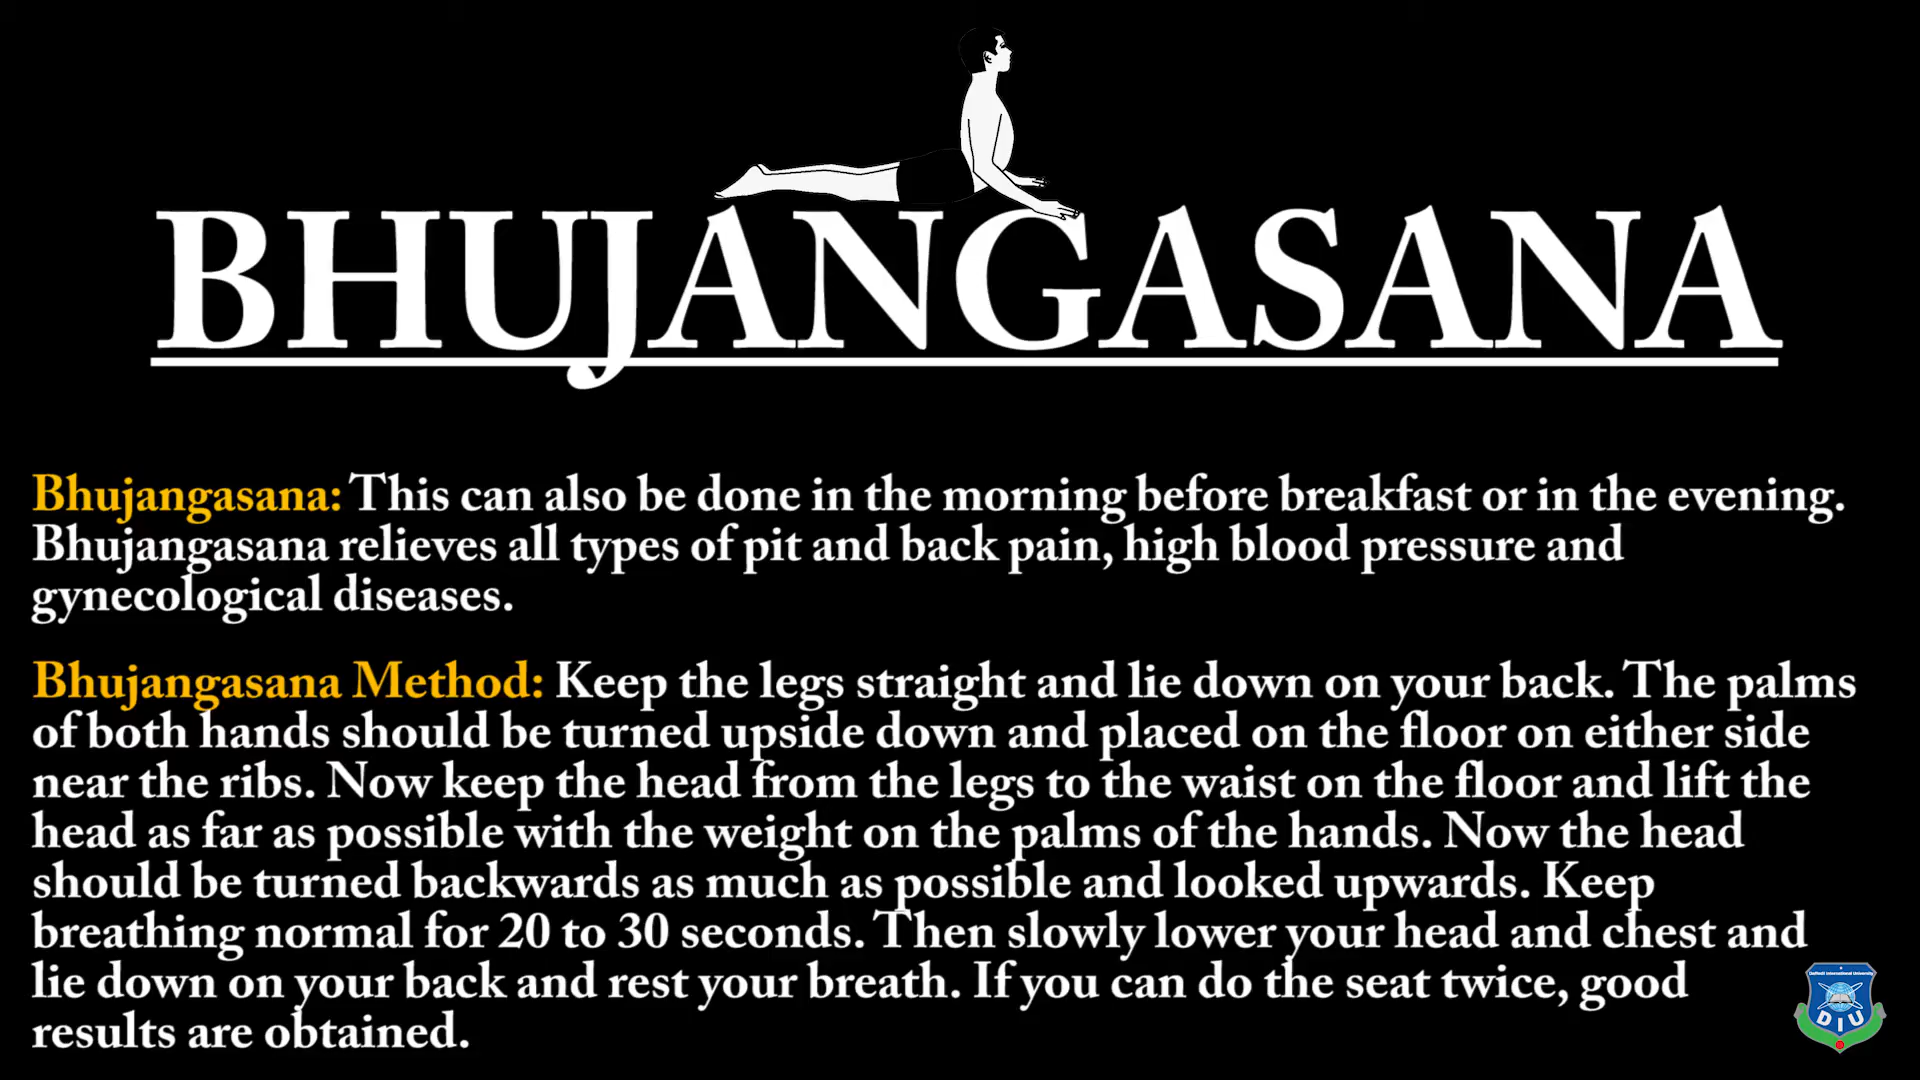 BHUJANGASANA
Bhujangasana: This can also be done in the morning before breakfast or in the evening.
Bhujangasana relieves all types of pit and back pain, high blood pressure and
gynecological diseases.
Bhujangasana Method: Keep the legs straight and lie down on your back. The palms
of both hands should be turned upside down and placed on the floor on either side
near the ribs. Now keep the head from the legs to the waist on the floor and lift the
head as far as possible with the weight on the palms of the hands. Now the head
should be turned backwards as much as possible and looked upwards. Keep
breathing normal for 20 to 30 seconds. Then slowly lower your head and chest and
lie down on your back and rest your breath. If you can do the seat twice, good
results are obtained.
Daffodil International University
DIU